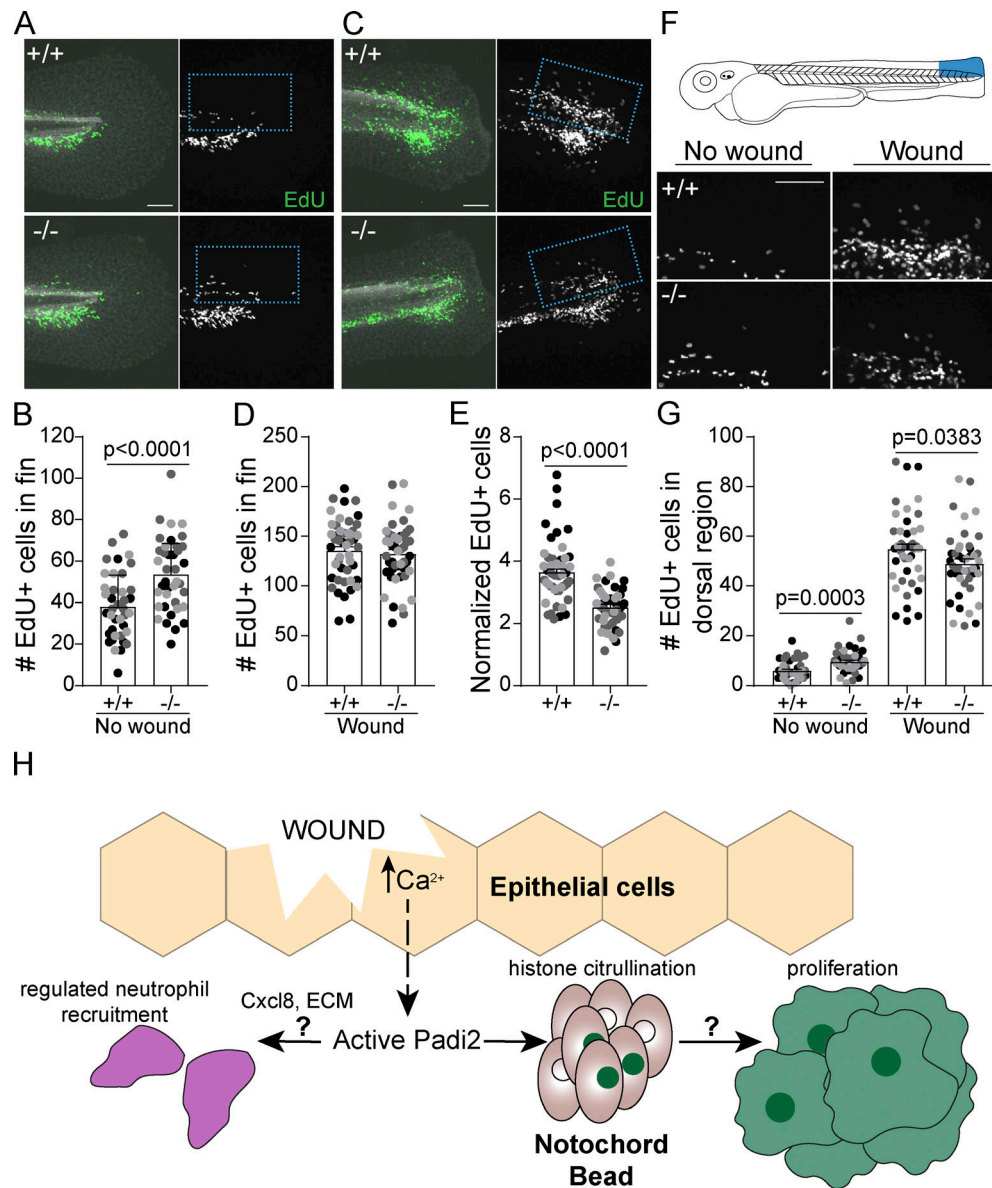 A
+/+
EdU
-/-
C
+/+
EdU
-/-
F
No wound
Wound
+/+
-/-
B
# EdU+ cells in fin
120
100
80
60
40
20
0
p<0.0001
+/+
-/-
No wound
D
# EdU+ cells in fin
250
200
150
100
50
0
+/+
-/-
Wound
E
Normalized EdU+ cells
8
6
4
2
0
p<0.0001
+/+
-/-
G
# EdU+ cells in
dorsal region
100
80
60
40
20
0
p=0.0003
p=0.0383
+/+
-/-
+/+
-/-
No wound
Wound
H
WOUND
Ca²⁺
Epithelial cells
regulated neutrophil
recruitment
Cxcl8, ECM
?
Active Padi2
histone citrullination
?
proliferation
Notochord
Bead